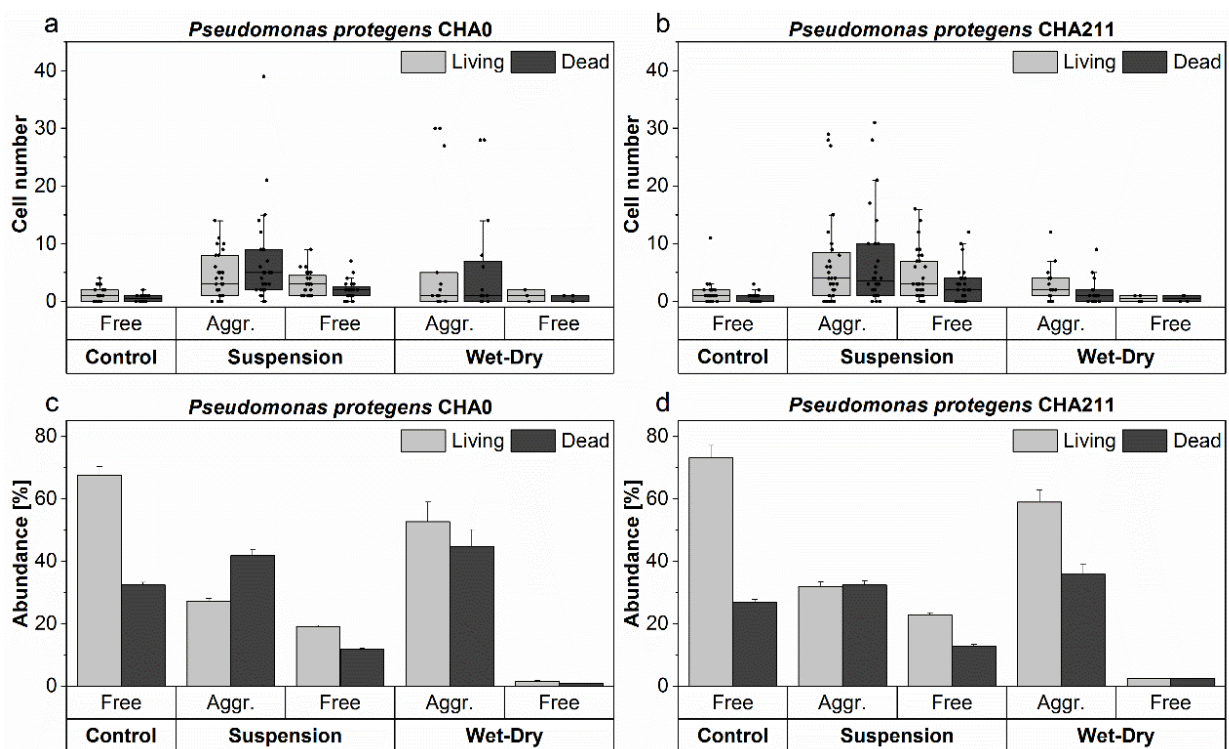 a
Pseudomonas protegens CHA0
Living Dead
Cell number
40
30
20
10
0
Free Aggr. Free Aggr. Free
Control Suspension Wet-Dry
b
Pseudomonas protegens CHA211
Living Dead
Cell number
40
30
20
10
0
Free Aggr. Free Aggr. Free
Control Suspension Wet-Dry
c
Pseudomonas protegens CHA0
Living Dead
Abundance [%]
80
60
40
20
0
Free Aggr. Free Aggr. Free
Control Suspension Wet-Dry
d
Pseudomonas protegens CHA211
Living Dead
Abundance [%]
80
60
40
20
0
Free Aggr. Free Aggr. Free
Control Suspension Wet-Dry